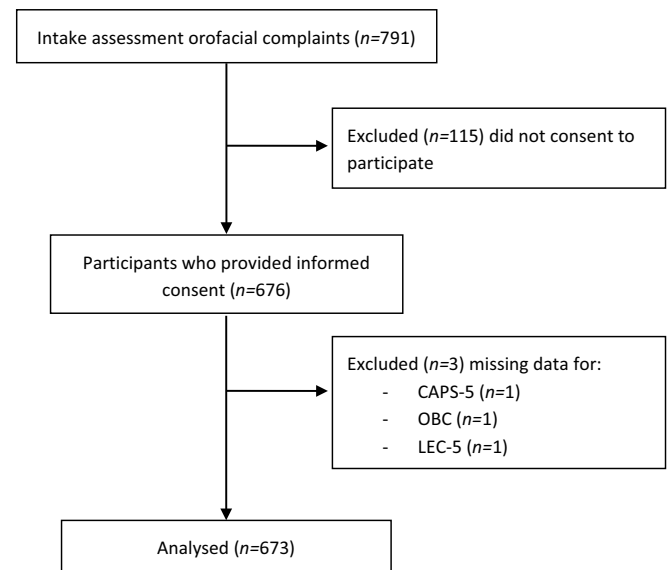 Intake assessment orofacial complaints (n=791)
Excluded (n=115) did not consent to
participate
Participants who provided informed
consent (n=676)
Excluded (n=3) missing data for:
- CAPS-5 (n=1)
- OBC (n=1)
- LEC-5 (n=1)
Analysed (n=673)